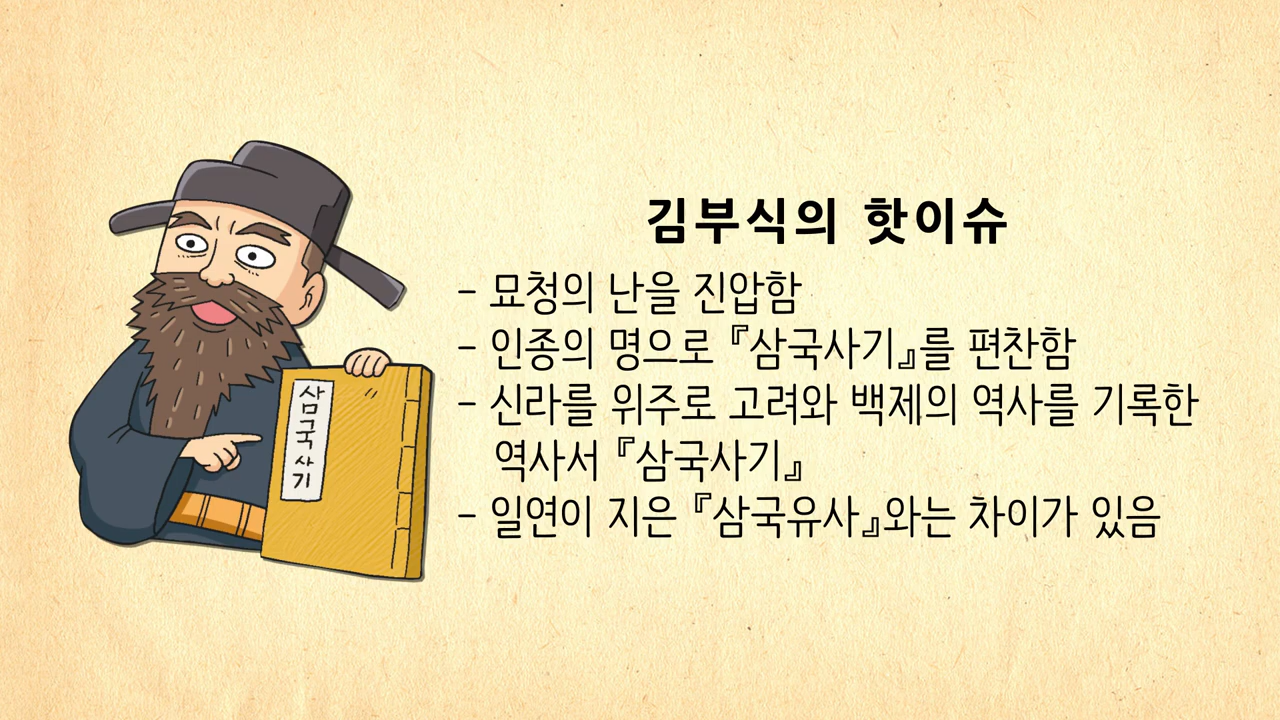 김부식의 핫이슈
- 묘청의 난을 진압함
- 인종의 명으로 『삼국사기』를 편찬함
- 신라를 위주로 고려와 백제의 역사를 기록한
역사서 『삼국사기』
- 일연이 지은 『삼국유사』와는 차이가 있음
삼국사기